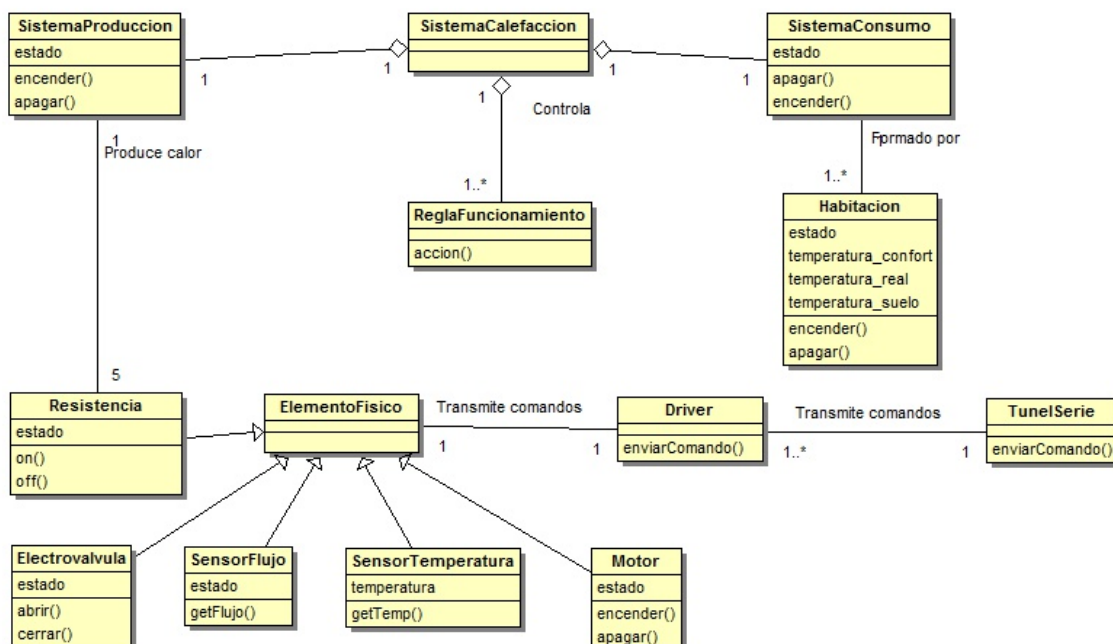 SistemaProduccion
estado
encender()
apagar()
SistemaCalefaccion
SistemaConsumo
estado
apagar()
encender()
1
1
1
1
1
Controla
1
Produce calor
Formado por
1..*
1..*
ReglaFuncionamiento
accion()
Habitacion
estado
temperatura_confort
temperatura_real
temperatura_suelo
encender()
apagar()
5
Resistencia
estado
on()
off()
ElementoFisico
Transmite comandos
1
1
Driver
enviarComando()
Transmite comandos
1..*
1
TunelSerie
enviarComando()
Electrovalvula
estado
abrir()
cerrar()
SensorFlujo
estado
getFlujo()
SensorTemperatura
temperatura
getTemp()
Motor
estado
encender()
apagar()